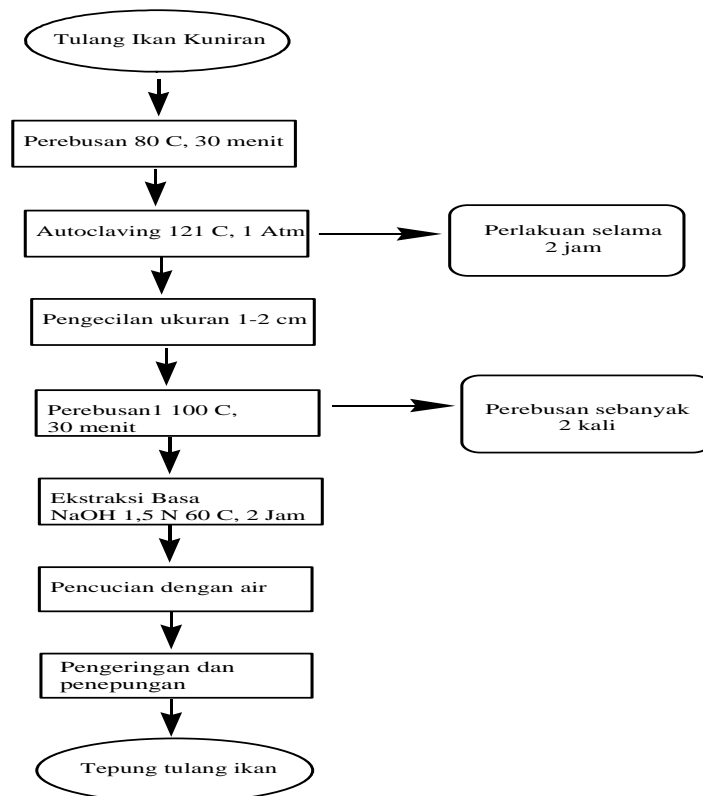 Tulang Ikan Kuniran
Perebusan 80 C, 30 menit
Autoclaving 121 C, 1 Atm
Perlakuan selama
2 jam
Pengecilan ukuran 1-2 cm
Perebusan1 100 C,
30 menit
Perebusan sebanyak
2 kali
Ekstraksi Basa
NaOH 1,5 N 60 C, 2 Jam
Pencucian dengan air
Pengeringan dan
penepungan
Tepung tulang ikan